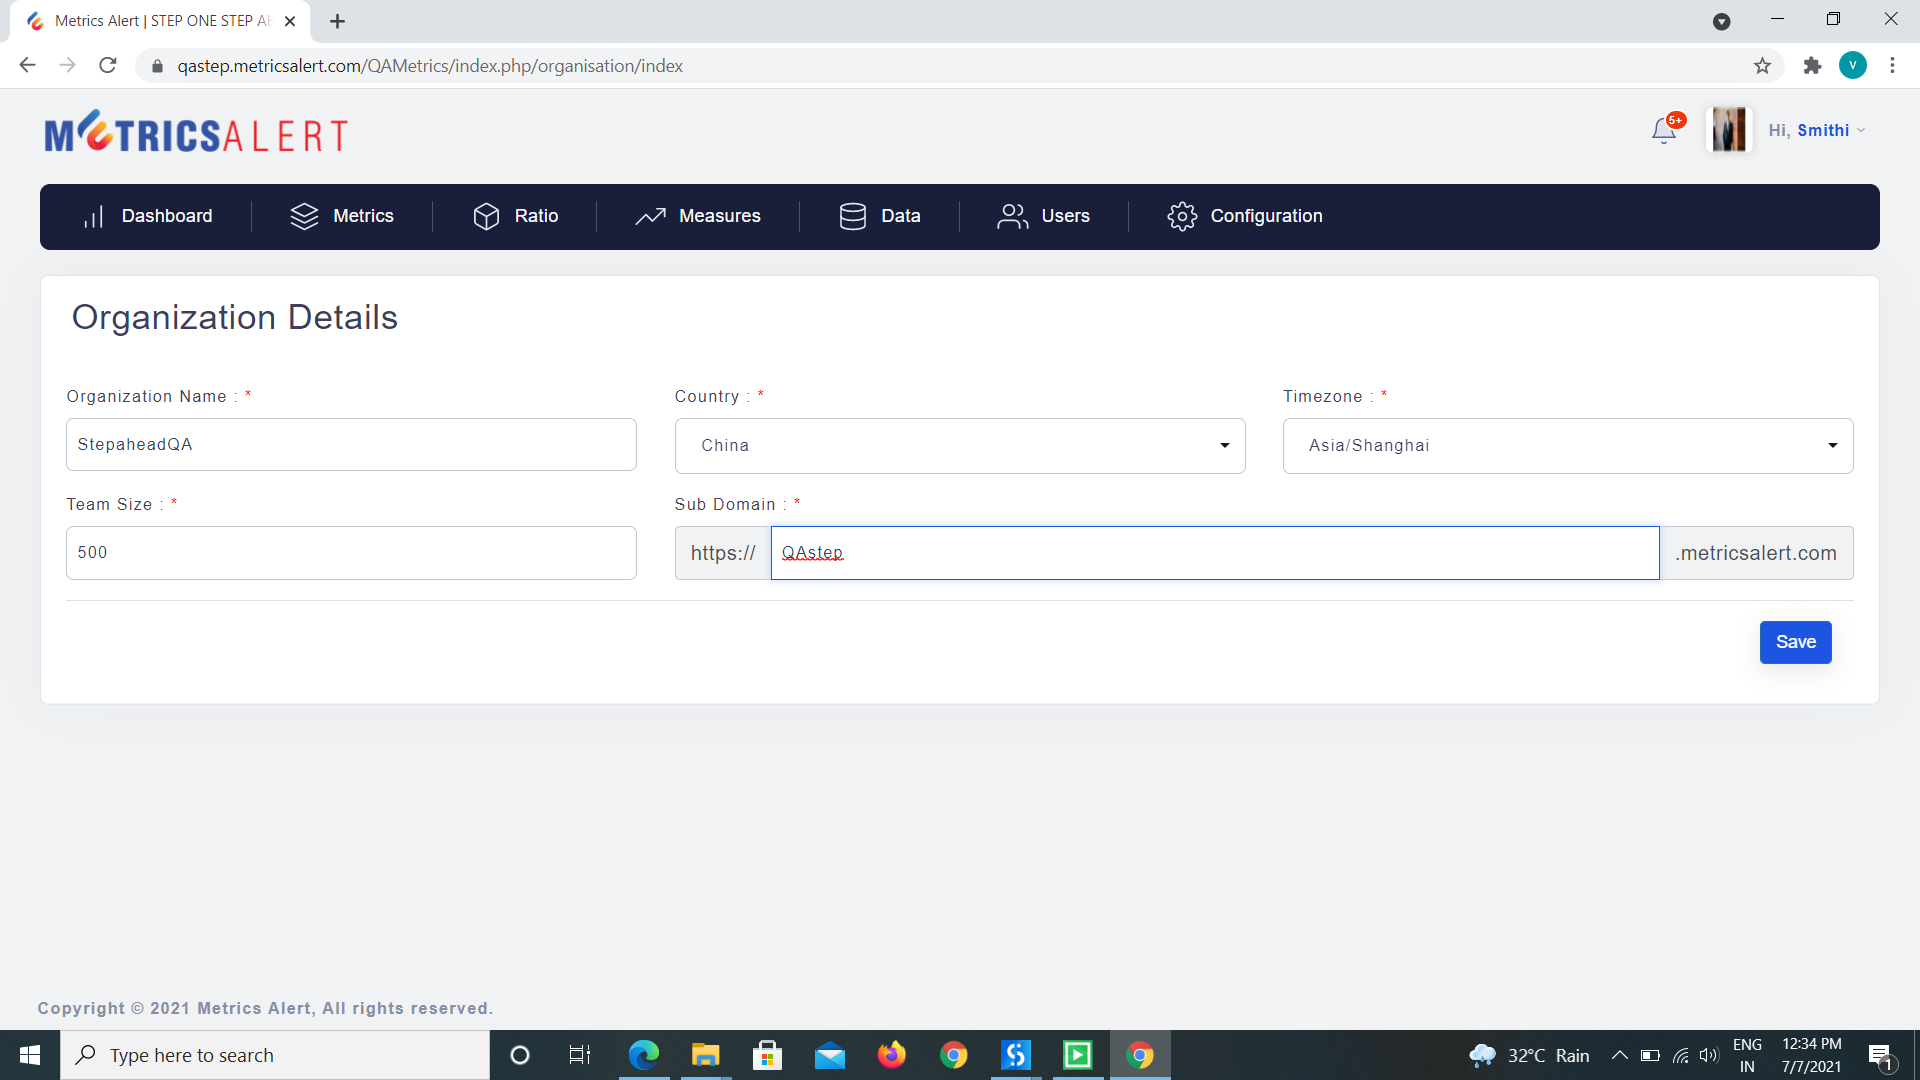 Metrics Alert | STEP ONE STEP AH
qastep.metricsalert.com/QAMetrics/index.php/organisation/index
V
METRICSALERT
5+
Hi, Smithi
Dashboard
Metrics
Ratio
Measures
Data
Users
Configuration
Organization Details
Organization Name : *
Country : *
Timezone : *
StepaheadQA
China
Asia/Shanghai
Team Size : *
Sub Domain : *
500
https://
QAstep
.metricsalert.com
Save
Copyright © 2021 Metrics Alert, All rights reserved.
Type here to search
32°C Rain
ENG
IN
12:34 PM
7/7/2021
1